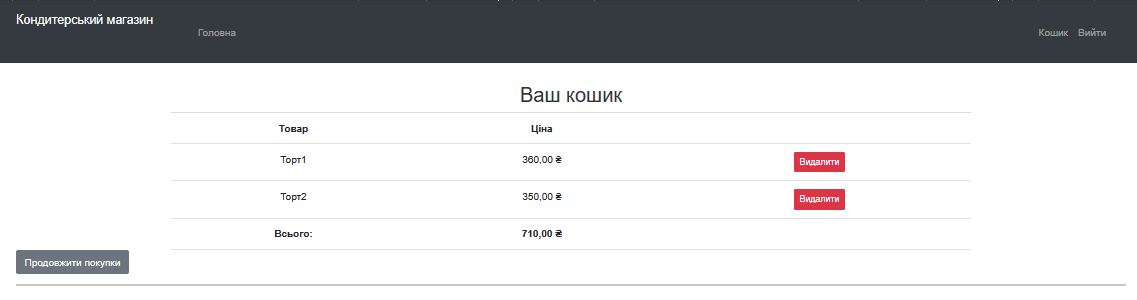 Кондитерський магазин
Головна
Кошик Вийти
Ваш кошик
Товар Ціна
Торт1 360,00 ₴ Видалити
Торт2 350,00 ₴ Видалити
Всього: 710,00 ₴
Продовжити покупки